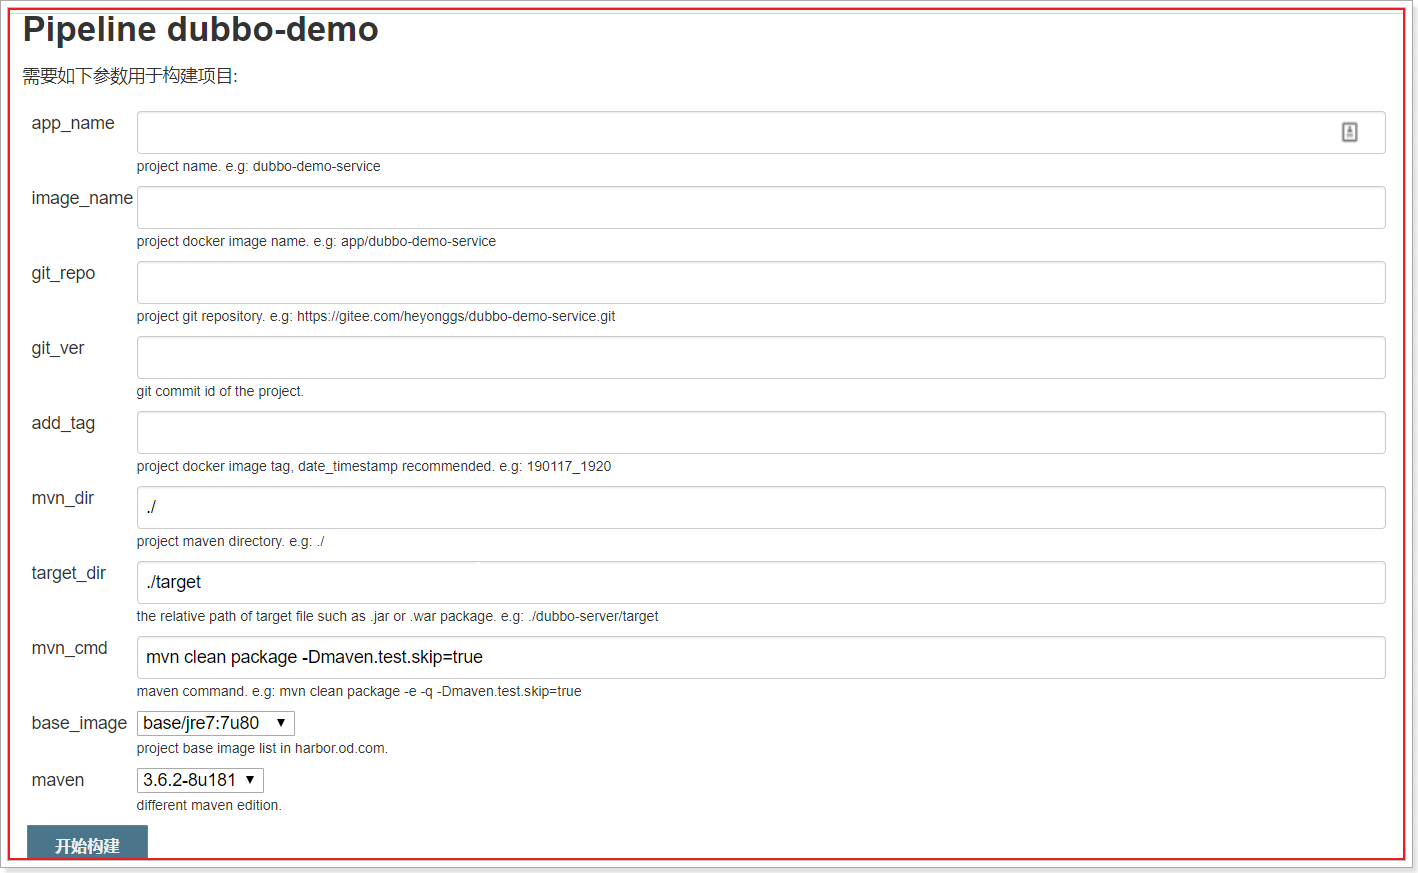 Pipeline dubbo-demo
需要如下参数用于构建项目:
app_name
project name. e.g: dubbo-demo-service
image_name
project docker image name. e.g: app/dubbo-demo-service
git_repo
project git repository. e.g: https://gitee.com/heyonggs/dubbo-demo-service.git
git_ver
git commit id of the project.
add_tag
project docker image tag, date_timestamp recommended. e.g: 190117_1920
mvn_dir
./
project maven directory. e.g: ./
target_dir
./target
the relative path of target file such as .jar or .war package. e.g: ./dubbo-server/target
mvn_cmd
mvn clean package -Dmaven.test.skip=true
maven command. e.g: mvn clean package -e -q -Dmaven.test.skip=true
base_image
base/jre7:7u80
project base image list in harbor.od.com.
maven
3.6.2-8u181
different maven edition.
开始构建